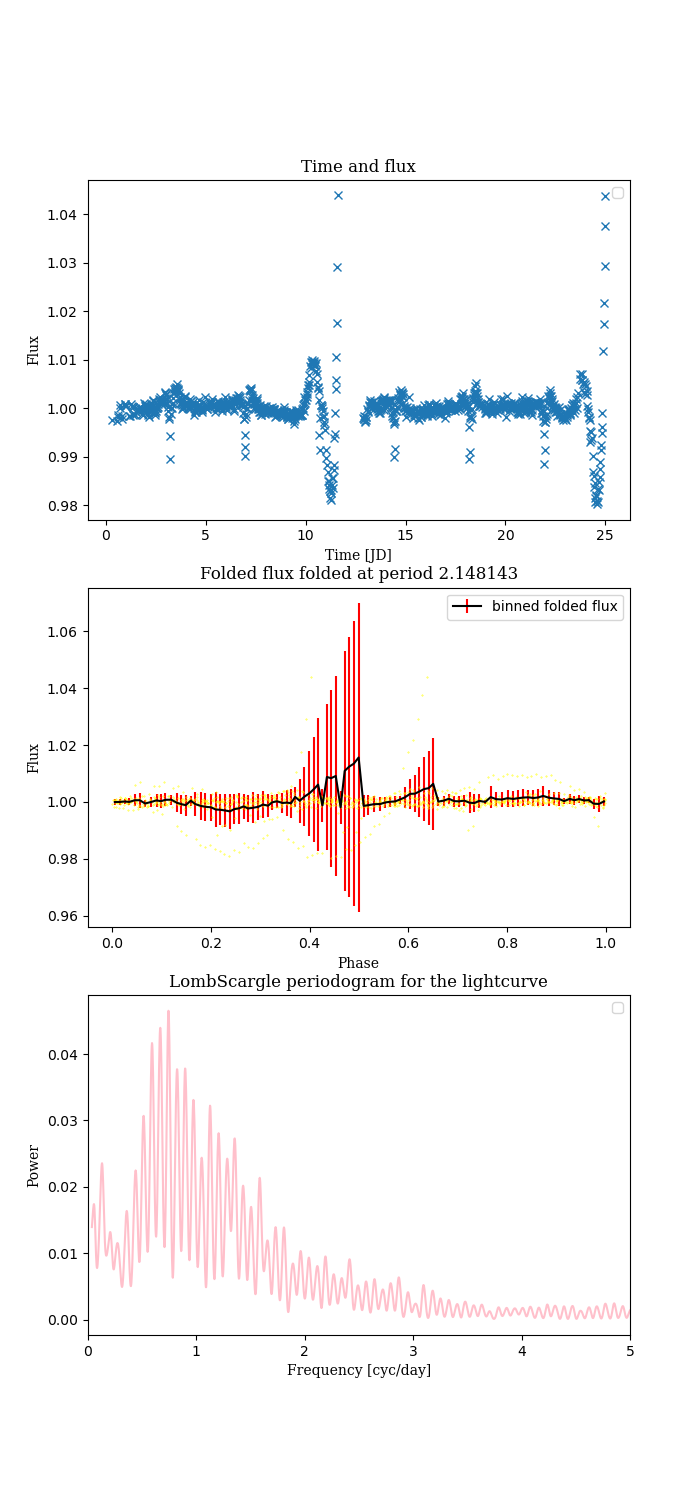 Time and flux
1.04
1.03
1.02
1.01
1.00
0.99
0.98
Flux
0 5 10 15 20 25
Time [JD]
Folded flux folded at period 2.148143
binned folded flux
1.06
1.04
1.02
1.00
0.98
0.96
Flux
0.0 0.2 0.4 0.6 0.8 1.0
Phase
LombScargle periodogram for the lightcurve
0.04
0.03
0.02
0.01
0.00
Power
0 1 2 3 4 5
Frequency [cyc/day]